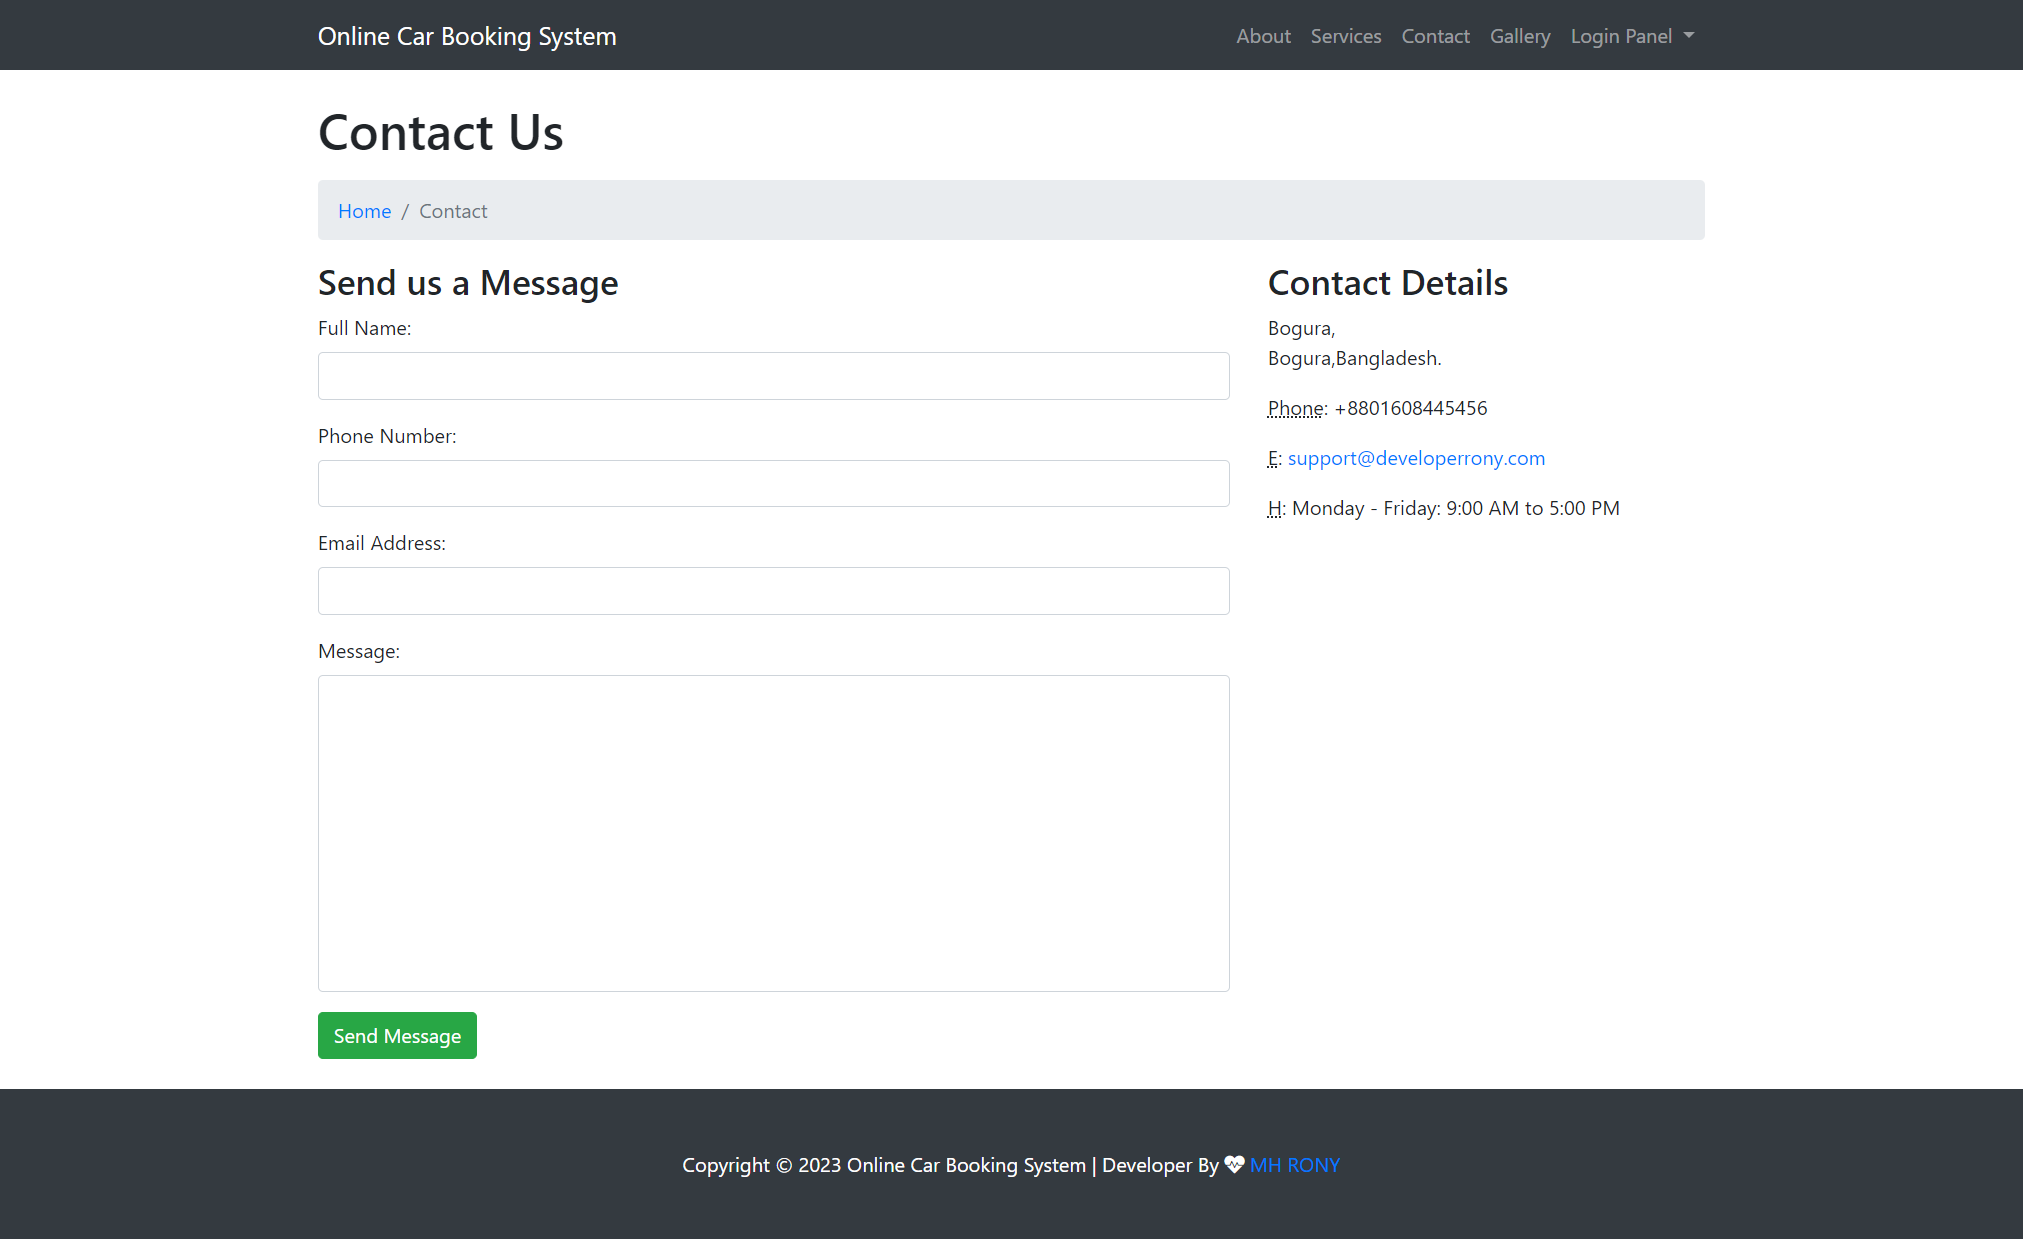 Online Car Booking System
About Services Contact Gallery Login Panel
Contact Us
Home / Contact
Send us a Message
Full Name:
Phone Number:
Email Address:
Message:
Send Message
Contact Details
Bogura,
Bogura,Bangladesh.
Phone: +8801608445456
E: support@developerrony.com
H: Monday - Friday: 9:00 AM to 5:00 PM
Copyright © 2023 Online Car Booking System | Developer By MH RONY